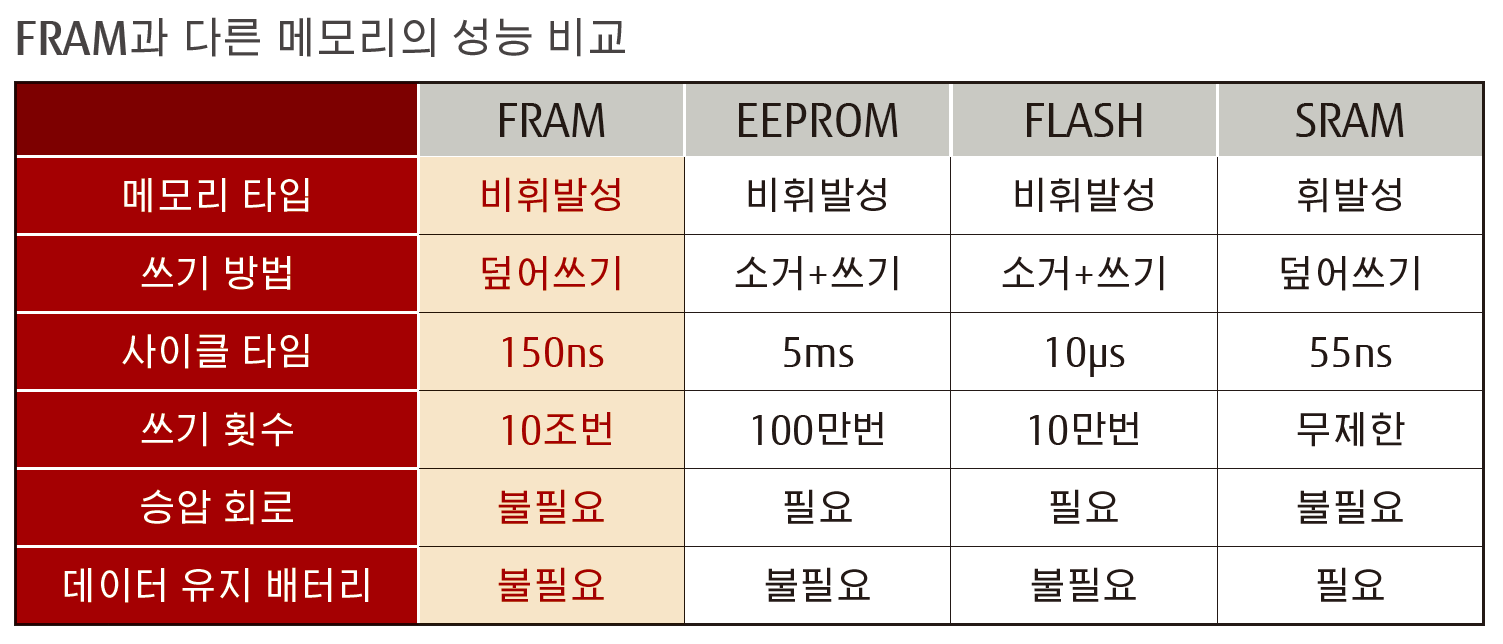 FRAM과 다른 메모리의 성능 비교
FRAM EEPROM FLASH SRAM
메모리 타입 비휘발성 비휘발성 비휘발성 휘발성
쓰기 방법 덮어쓰기 소거+쓰기 소거+쓰기 덮어쓰기
사이클 타임 150ns 5ms 10µs 55ns
쓰기 횟수 10조번 100만번 10만번 무제한
승압 회로 불필요 필요 필요 불필요
데이터 유지 배터리 불필요 불필요 불필요 필요